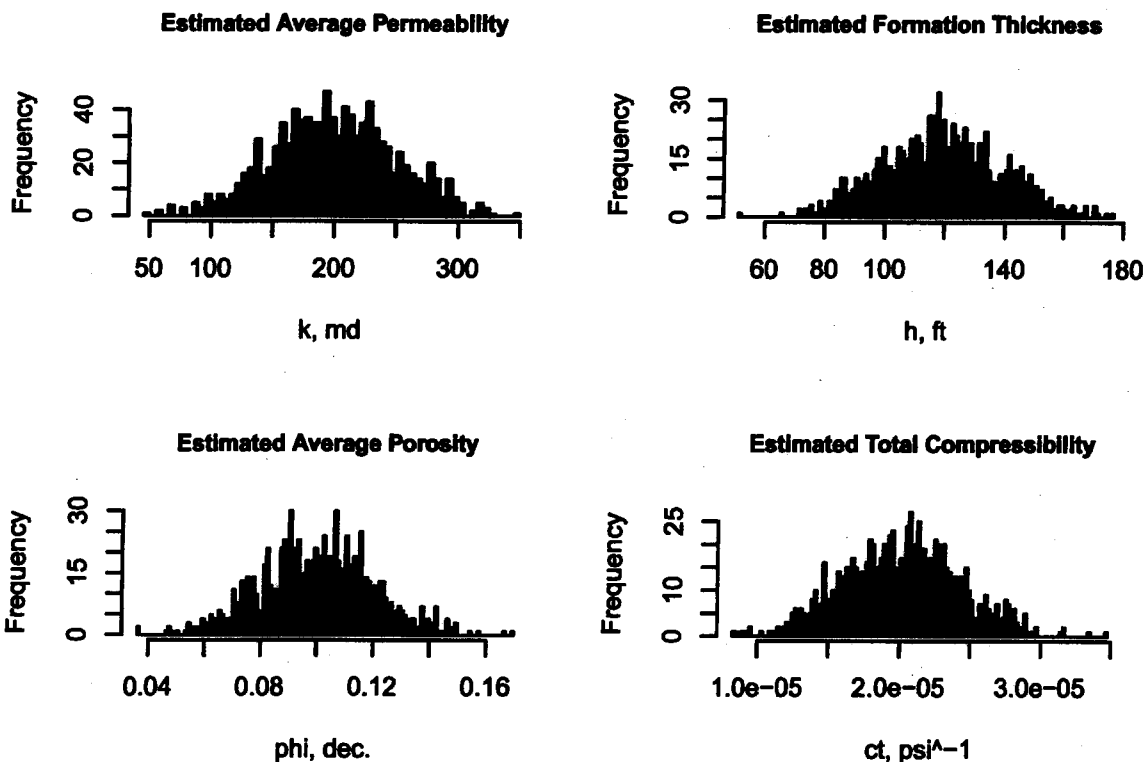 Estimated Average Permeability
Frequency
0 20 40
50 100 200 300
k, md
Estimated Formation Thickness
Frequency
0 15 30
60 80 100 140 180
h, ft
Estimated Average Porosity
Frequency
0 15 30
0.04 0.08 0.12 0.16
phi, dec.
Estimated Total Compressibility
Frequency
0 10 25
1.0e-05 2.0e-05 3.0e-05
ct, psi^-1